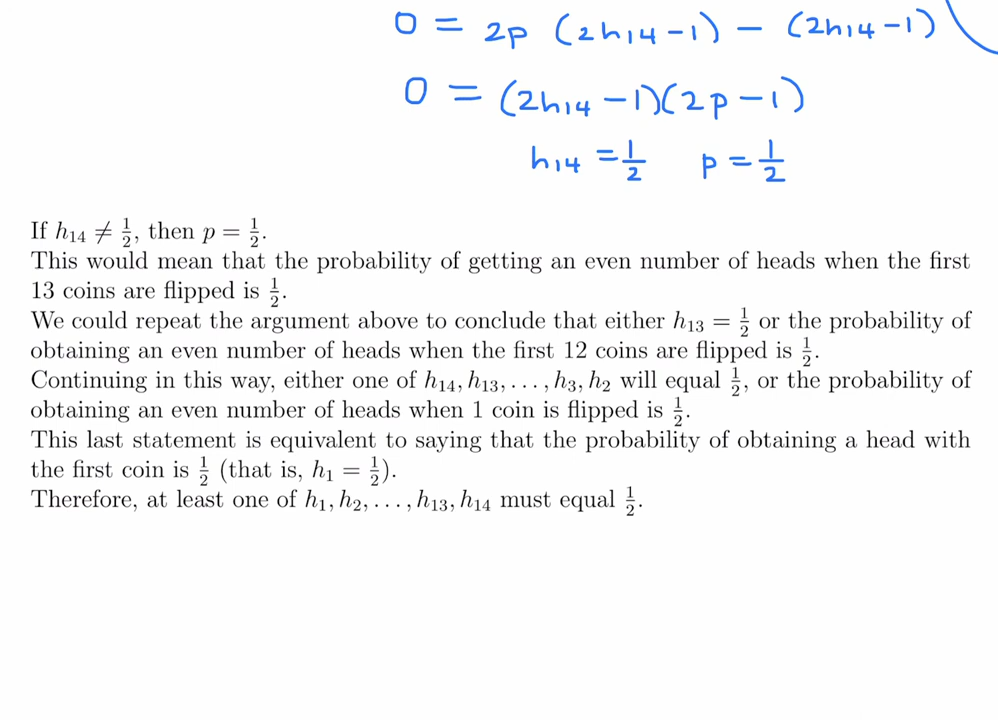 0 = 2p (2h₁₄ − 1) − (2h₁₄ − 1)
0 = (2h₁₄ − 1)(2p − 1)
h₁₄ = 1/2 p = 1/2
If h₁₄ ≠ 1/2, then p = 1/2.
This would mean that the probability of getting an even number of heads when the first
13 coins are flipped is 1/2.
We could repeat the argument above to conclude that either h₁₃ = 1/2 or the probability of
obtaining an even number of heads when the first 12 coins are flipped is 1/2.
Continuing in this way, either one of h₁₄, h₁₃, . . . , h₃, h₂ will equal 1/2, or the probability of
obtaining an even number of heads when 1 coin is flipped is 1/2.
This last statement is equivalent to saying that the probability of obtaining a head with
the first coin is 1/2 (that is, h₁ = 1/2).
Therefore, at least one of h₁, h₂, . . . , h₁₃, h₁₄ must equal 1/2.